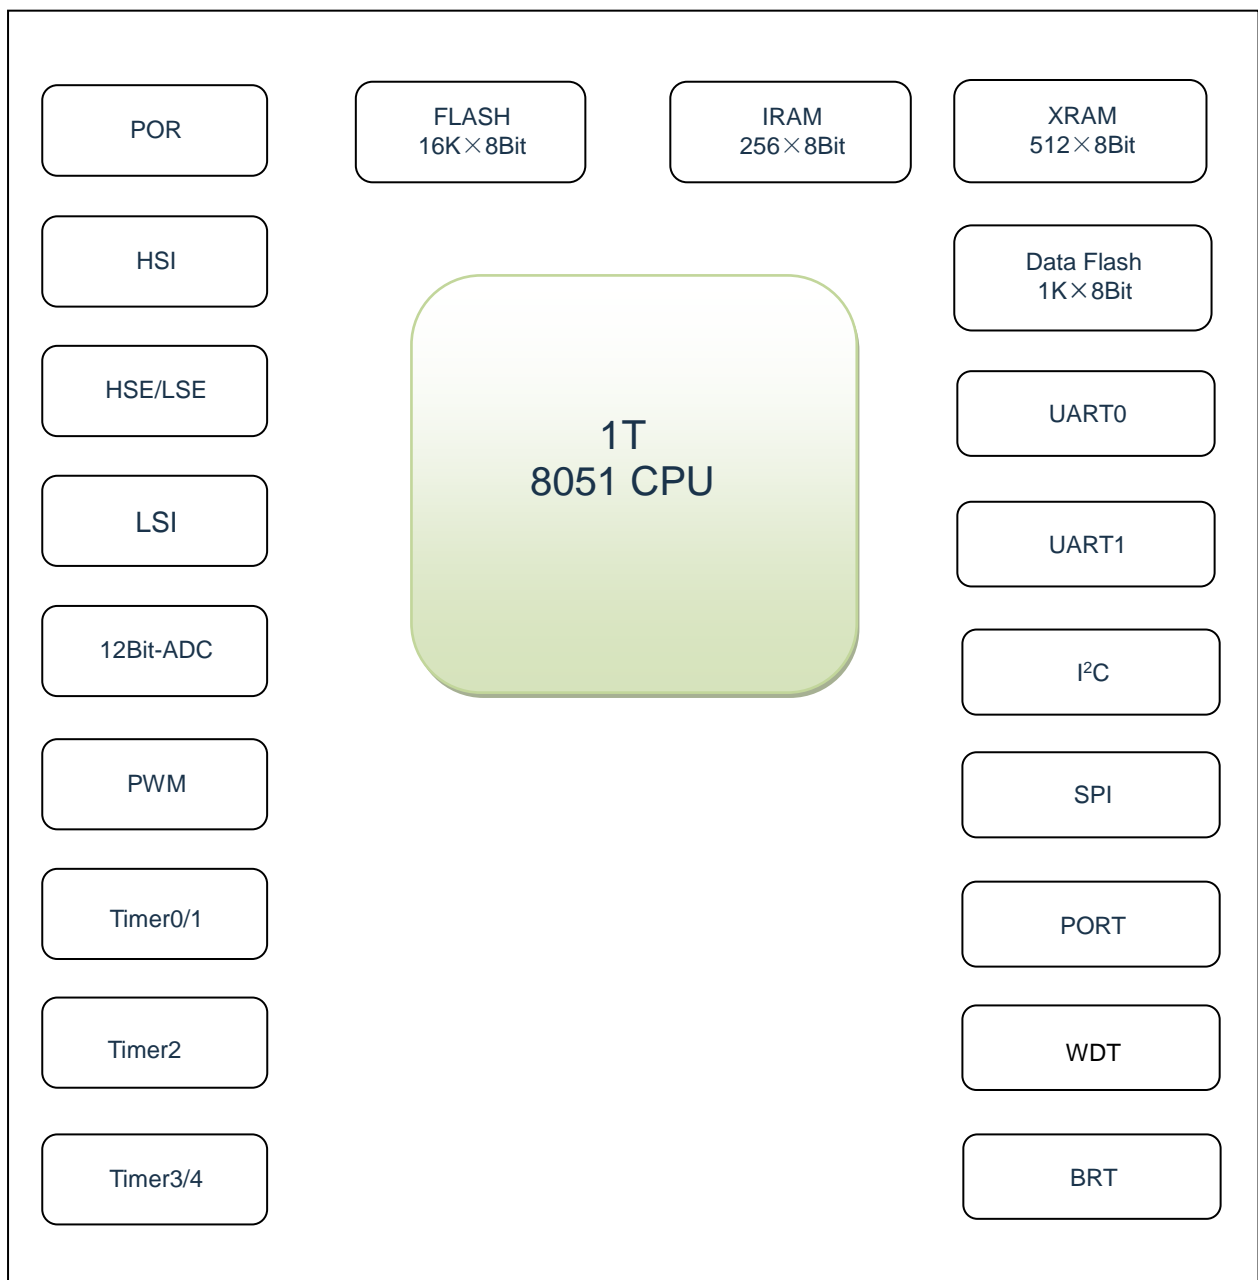 POR
FLASH
16K×8Bit
IRAM
256×8Bit
XRAM
512×8Bit
HSI
Data Flash
1K×8Bit
HSE/LSE
UART0
1T
8051 CPU
LSI
UART1
12Bit-ADC
I²C
PWM
SPI
Timer0/1
PORT
Timer2
WDT
Timer3/4
BRT